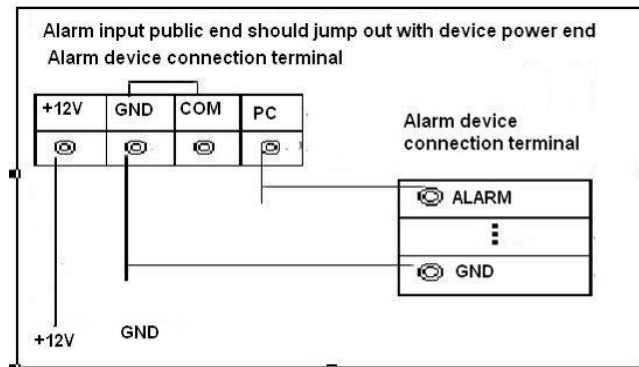 Alarm input public end should jump out with device power end
Alarm device connection terminal
+12V GND COM PC
Alarm device
connection terminal
ALARM
GND
+12V GND